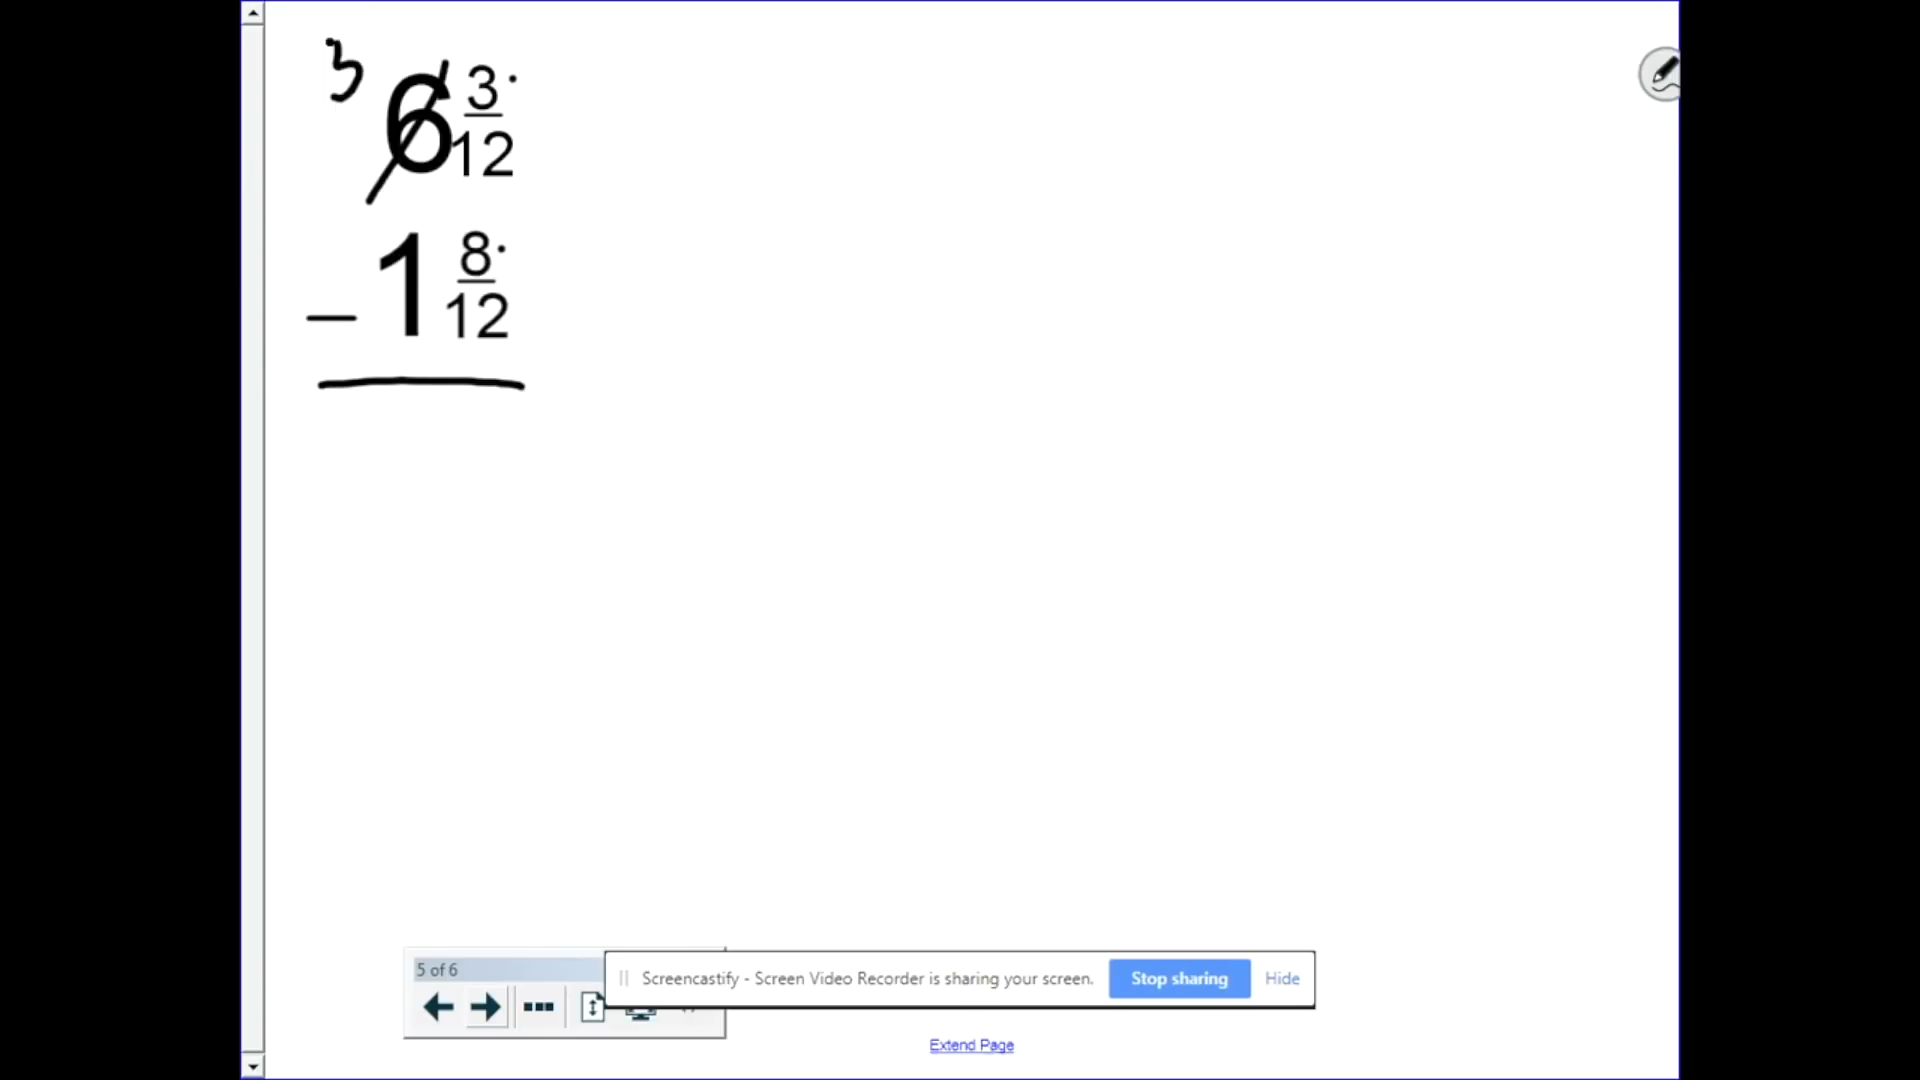 5
6 3/12
− 1 8/12
5 of 6
Screencastify - Screen Video Recorder is sharing your screen. Stop sharing Hide
Extend Page